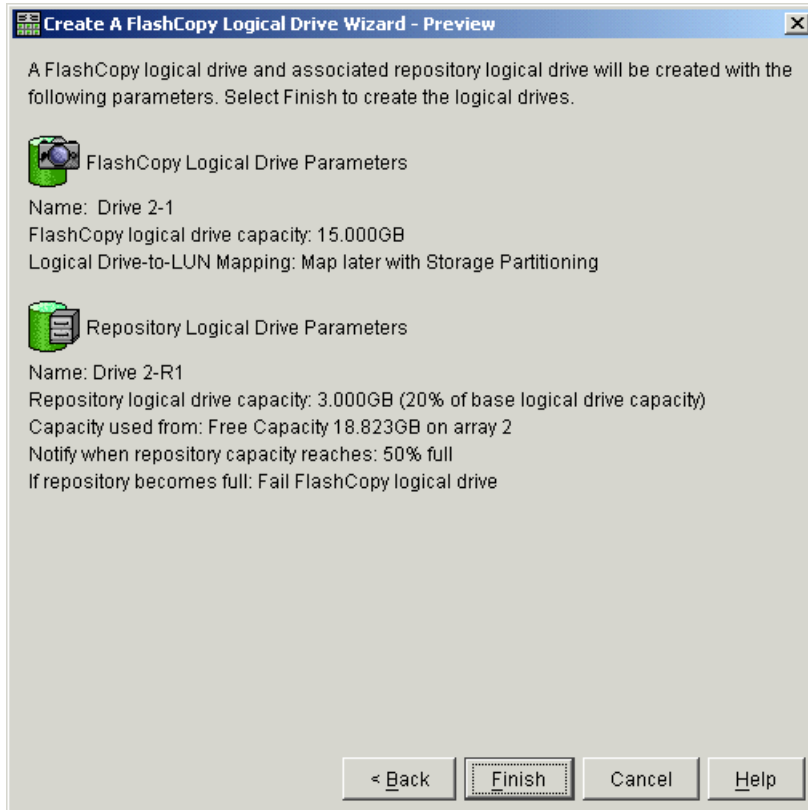 Create A FlashCopy Logical Drive Wizard - Preview
A FlashCopy logical drive and associated repository logical drive will be created with the
following parameters. Select Finish to create the logical drives.
FlashCopy Logical Drive Parameters
Name: Drive 2-1
FlashCopy logical drive capacity: 15.000GB
Logical Drive-to-LUN Mapping: Map later with Storage Partitioning
Repository Logical Drive Parameters
Name: Drive 2-R1
Repository logical drive capacity: 3.000GB (20% of base logical drive capacity)
Capacity used from: Free Capacity 18.823GB on array 2
Notify when repository capacity reaches: 50% full
If repository becomes full: Fail FlashCopy logical drive
< Back Finish Cancel Help